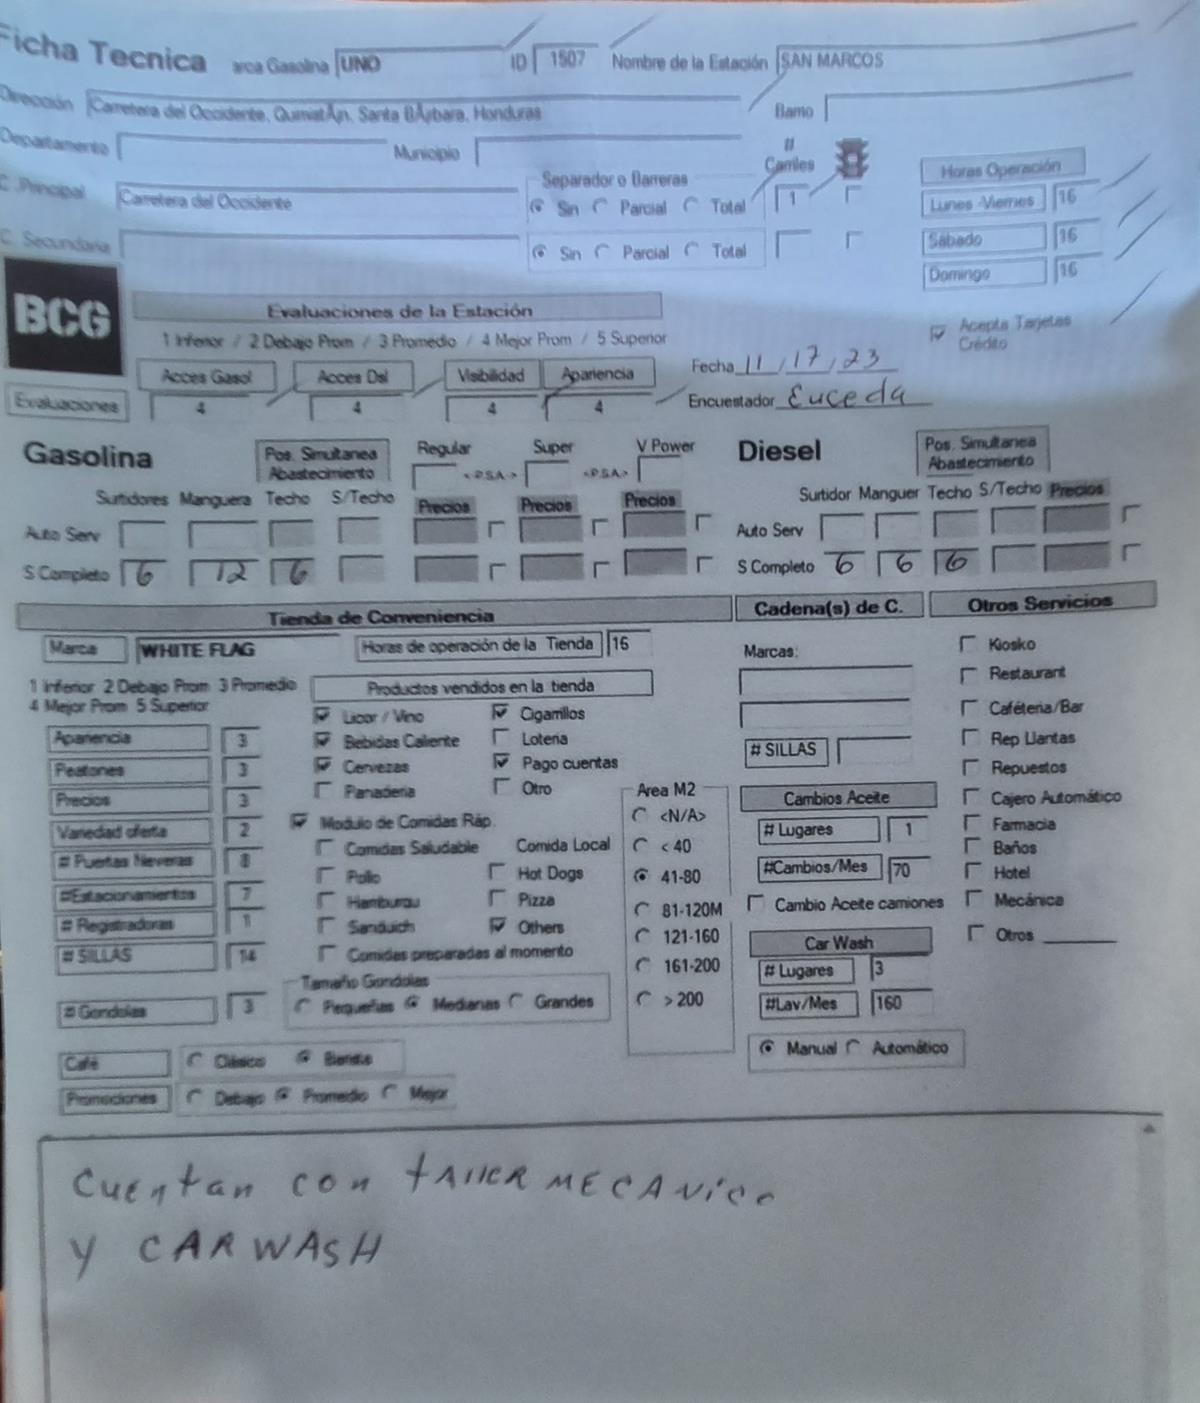 Ficha Tecnica arca Gasolina UNO ID 1507 Nombre de la Estación SAN MARCOS
Dirección Carretera del Occidente, QuimistÃ¡n, Santa BÃ¡rbara, Honduras Barrio
Departamento Municipio # Carriles
C .Principal Carretera del Occidente Separador o Barreras Sin Parcial Total 1
C. Secundaria Sin Parcial Total
Horas Operación
Lunes -Viernes 16
Sábado 16
Domingo 16
BCG
Evaluaciones de la Estación
1 Inferior / 2 Debajo Prom / 3 Promedio / 4 Mejor Prom / 5 Superior
Acepta Tarjetas Crédito
Acces Gasol Acces Dsl Visibilidad Apariencia
Evaluaciones 4 4 4 4
Fecha 11 / 17 / 23
Encuestador Euceda
Gasolina Pos. Simultanea Abastecimiento Regular <-P.S.A.-> Super <-P.S.A.-> V Power
Surtidores Manguera Techo S/Techo Precios Precios Precios
Auto Serv
S Completo 6 12 6
Diesel Pos. Simultanea Abastecimiento
Surtidor Manguer Techo S/Techo Precios
Auto Serv
S Completo 6 6 6
Tienda de Conveniencia
Marca WHITE FLAG Horas de operación de la Tienda 16
1 Inferior 2 Debajo Prom 3 Promedio
4 Mejor Prom 5 Superior
Apariencia 3
Peatones 3
Precios 3
Variedad oferta 2
# Puertas Neveras 8
#Estacionamientos 7
# Registradoras 1
# SILLAS 14
# Gondolas 3
Productos vendidos en la tienda
Licor / Vino Cigarrillos
Bebidas Caliente Loteria
Cervezas Pago cuentas
Panaderia Otro
Modulo de Comidas Ráp.
Comidas Saludable Comida Local
Pollo Hot Dogs
Hamburgu Pizza
Sanduich Others
Comidas preparadas al momento
Tamaño Gondolas
Pequeñas Medianas Grandes
Area M2
<N/A>
< 40
41-80
81-120M
121-160
161-200
> 200
Café Clásico Bienste
Promociones Debajo Promedio Mejor
Cadena(s) de C.
Marcas:
# SILLAS
Cambios Aceite
# Lugares 1
#Cambios/Mes 70
Cambio Aceite camiones
Car Wash
# Lugares 3
#Lav/Mes 160
Manual Automático
Otros Servicios
Kiosko
Restaurant
Caféteria/Bar
Rep Llantas
Repuestos
Cajero Automático
Farmacia
Baños
Hotel
Mecánica
Otros
Cuentan con tAllER MECANico
y CARWASH